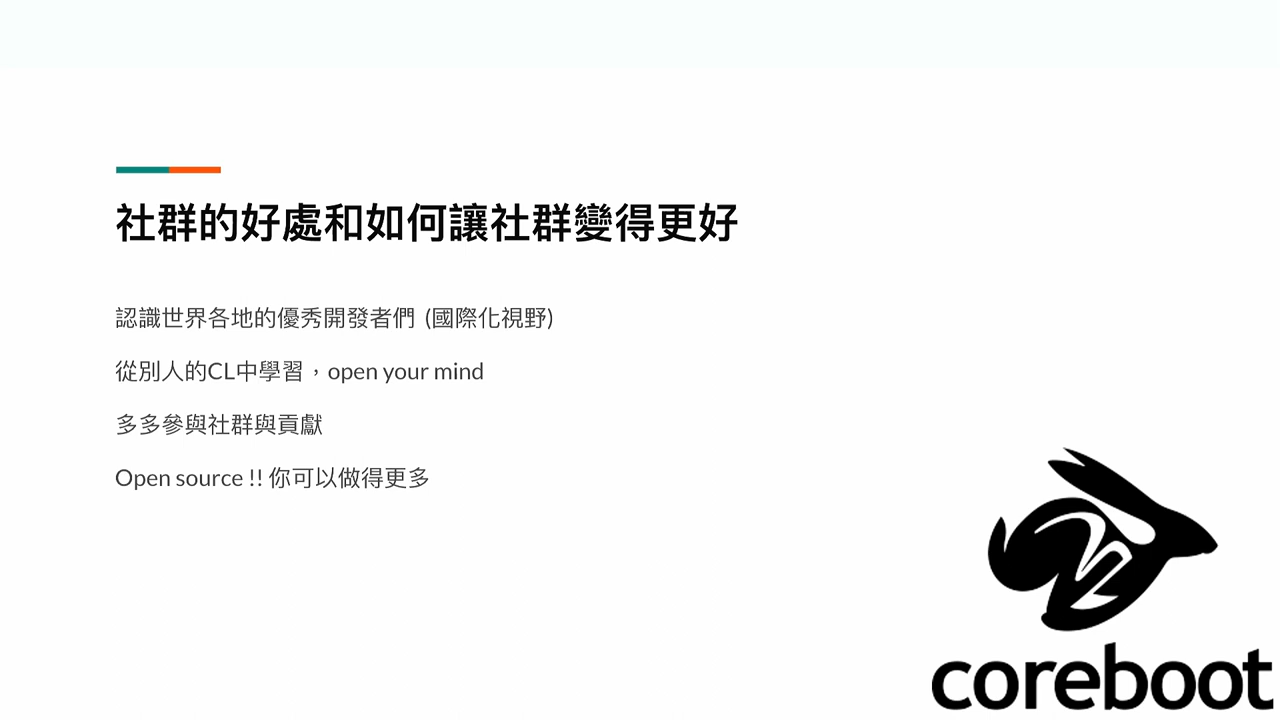 社群的好處和如何讓社群變得更好
認識世界各地的優秀開發者們 (國際化視野)
從別人的CL中學習，open your mind
多多參與社群與貢獻
Open source !! 你可以做得更多
coreboot